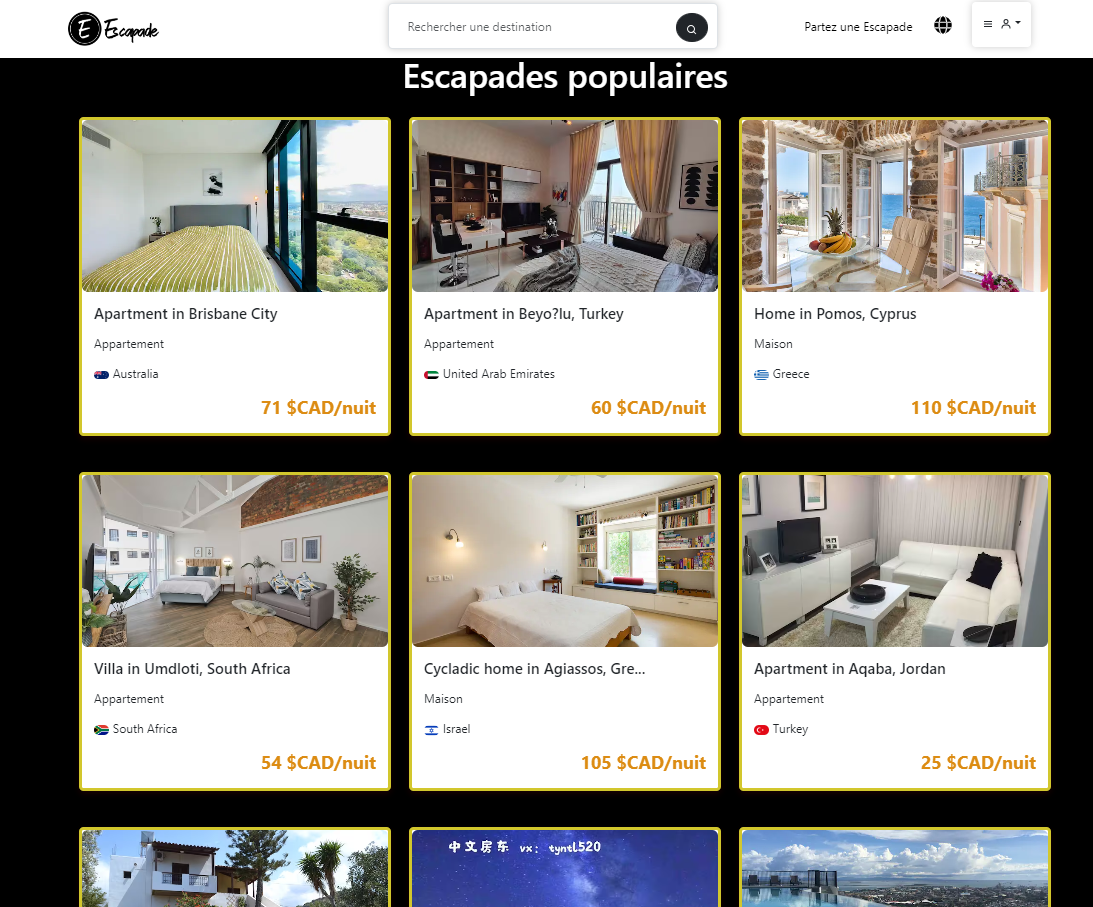 E Escapade
Rechercher une destination
Partez une Escapade
Escapades populaires
Apartment in Brisbane City
Appartement
Australia
71 $CAD/nuit
Apartment in Beyo?lu, Turkey
Appartement
United Arab Emirates
60 $CAD/nuit
Home in Pomos, Cyprus
Maison
Greece
110 $CAD/nuit
Villa in Umdloti, South Africa
Appartement
South Africa
54 $CAD/nuit
Cycladic home in Agiassos, Gre...
Maison
Israel
105 $CAD/nuit
Apartment in Aqaba, Jordan
Appartement
Turkey
25 $CAD/nuit
中文房东 vx: tyntl520